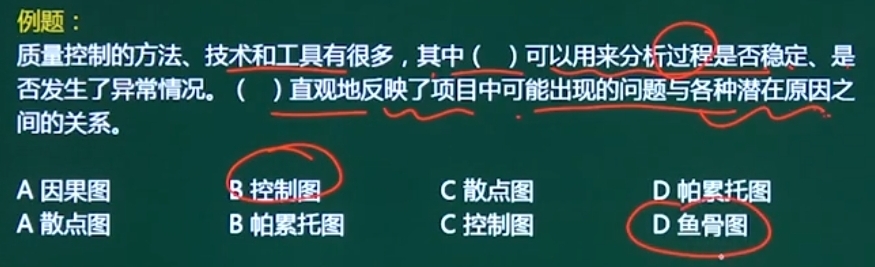 例题：
质量控制的方法、技术和工具有很多，其中（　）可以用来分析过程是否稳定、是
否发生了异常情况。（　）直观地反映了项目中可能出现的问题与各种潜在原因之
间的关系。
A 因果图　B 控制图　C 散点图　D 帕累托图
A 散点图　B 帕累托图　C 控制图　D 鱼骨图